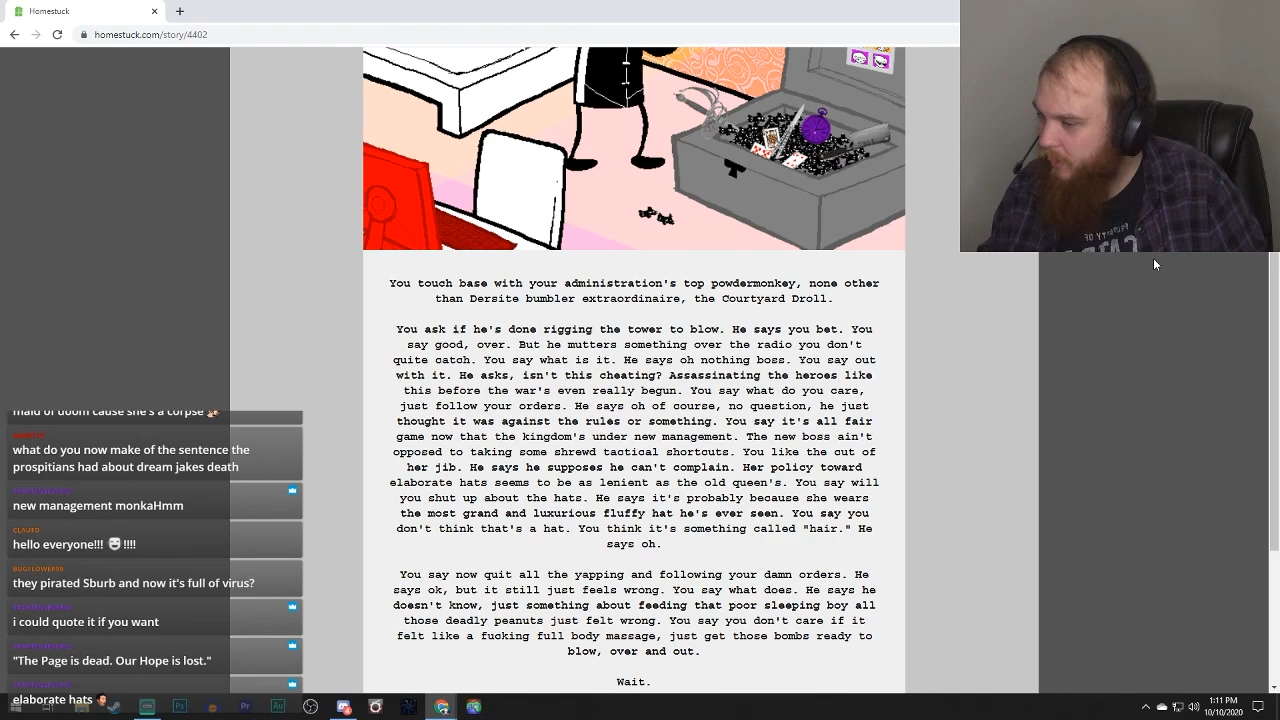 Homestuck
homestuck.com/story/4402
You touch base with your administration's top powdermonkey, none other
than Dersite bumbler extraordinaire, the Courtyard Droll.
You ask if he's done rigging the tower to blow. He says you bet. You
say good, over. But he mutters something over the radio you don't
quite catch. You say what is it. He says oh nothing boss. You say out
with it. He asks, isn't this cheating? Assassinating the heroes like
this before the war's even really begun. You say what do you care,
just follow your orders. He says oh of course, no question, he just
thought it was against the rules or something. You say it's all fair
game now that the kingdom's under new management. The new boss ain't
opposed to taking some shrewd tactical shortcuts. You like the cut of
her jib. He says he supposes he can't complain. Her policy toward
elaborate hats seems to be as lenient as the old queen's. You say will
you shut up about the hats. He says it's probably because she wears
the most grand and luxurious fluffy hat he's ever seen. You say you
don't think that's a hat. You think it's something called "hair." He
says oh.
You say now quit all the yapping and following your damn orders. He
says ok, but it still just feels wrong. You say what does. He says he
doesn't know, just something about feeding that poor sleeping boy all
those deadly peanuts just felt wrong. You say you don't care if it
felt like a fucking full body massage, just get those bombs ready to
blow, over and out.
Wait.
maid of doom cause she's a corpse
what do you now make of the sentence the
prospitians had about dream jakes death
new management monkaHmm
CLAUFD
hello everyone!!! !!!!
BUGFLOWER99
they pirated Sburb and now it's full of virus?
i could quote it if you want
"The Page is dead. Our Hope is lost."
elaborate hats
PROPERTY OF
1:11 PM
10/10/2020